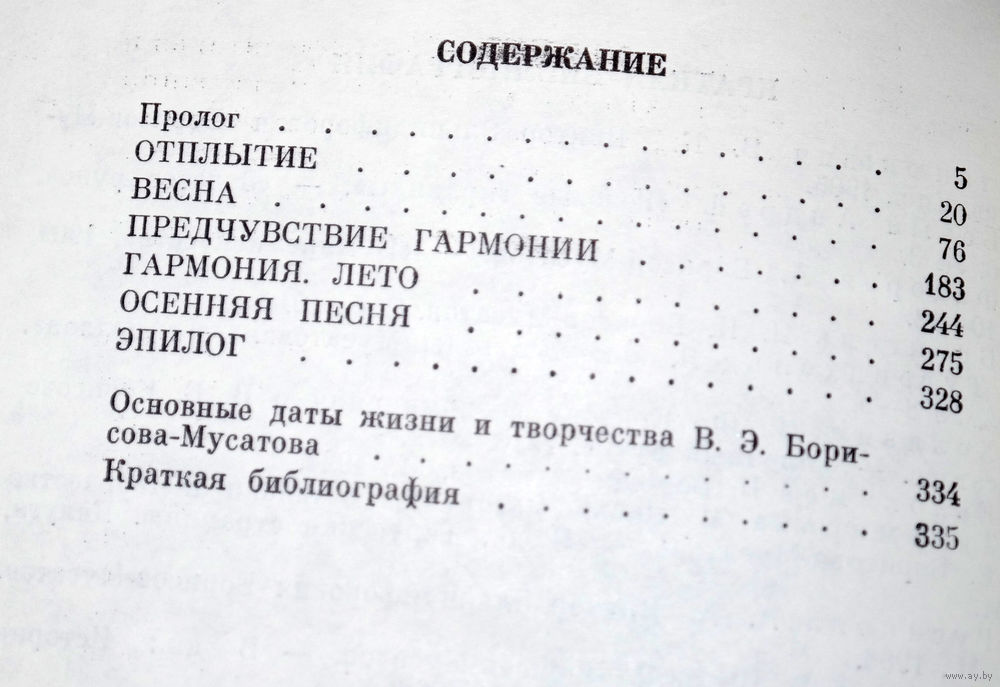 СОДЕРЖАНИЕ
Пролог . . . . . . . . . . . . . . 5
ОТПЛЫТИЕ . . . . . . . . . . . . 20
ВЕСНА . . . . . . . . . . . . . . 76
ПРЕДЧУВСТВИЕ ГАРМОНИИ . . . . . . 183
ГАРМОНИЯ. ЛЕТО . . . . . . . . . 244
ОСЕННЯЯ ПЕСНЯ . . . . . . . . . . 275
ЭПИЛОГ . . . . . . . . . . . . . 328
Основные даты жизни и творчества В. Э. Бори-
сова-Мусатова . . . . . . . . . . 334
Краткая библиография . . . . . . . 335
www.ay.by